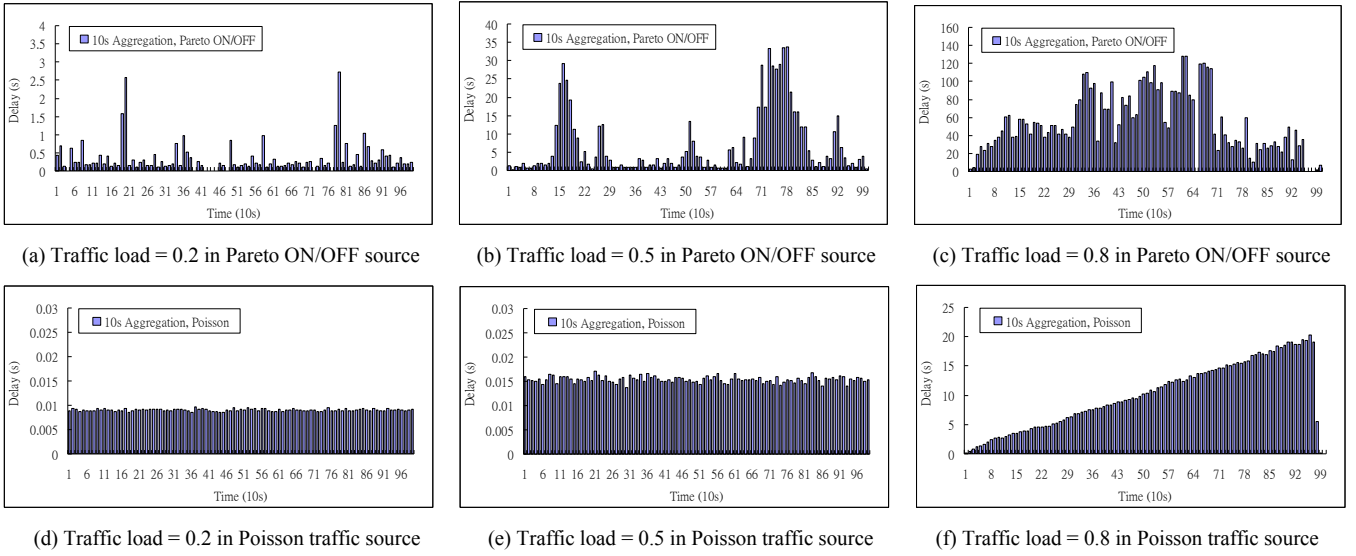 4
3.5
3
2.5
2
1.5
1
0.5
0
Delay (s)
10s Aggregation, Pareto ON/OFF
1 6 11 16 21 26 31 36 41 46 51 56 61 66 71 76 81 86 91 96
Time (10s)
40
35
30
25
20
15
10
5
0
Delay (s)
10s Aggregation, Pareto ON/OFF
1 8 15 22 29 36 43 50 57 64 71 78 85 92 99
Time (10s)
160
140
120
100
80
60
40
20
0
Delay (s)
10s Aggregation, Pareto ON/OFF
1 8 15 22 29 36 43 50 57 64 71 78 85 92 99
Time (10s)
(a) Traffic load = 0.2 in Pareto ON/OFF source
(b) Traffic load = 0.5 in Pareto ON/OFF source
(c) Traffic load = 0.8 in Pareto ON/OFF source
0.03
0.03
0.02
0.015
0.01
0.005
0
Delay (s)
10s Aggregation, Poisson
1 6 11 16 21 26 31 36 41 46 51 56 61 66 71 76 81 86 91 96
Time (10s)
0.03
0.03
0.02
0.015
0.01
0.005
0
Delay (s)
10s Aggregation, Poisson
1 6 11 16 21 26 31 36 41 46 51 56 61 66 71 76 81 86 91 96
Time (10s)
25
20
15
10
5
0
Delay (s)
10s Aggregation, Poisson
1 8 15 22 29 36 43 50 57 64 71 78 85 92 99
Time (10s)
(d) Traffic load = 0.2 in Poisson traffic source
(e) Traffic load = 0.5 in Poisson traffic source
(f) Traffic load = 0.8 in Poisson traffic source